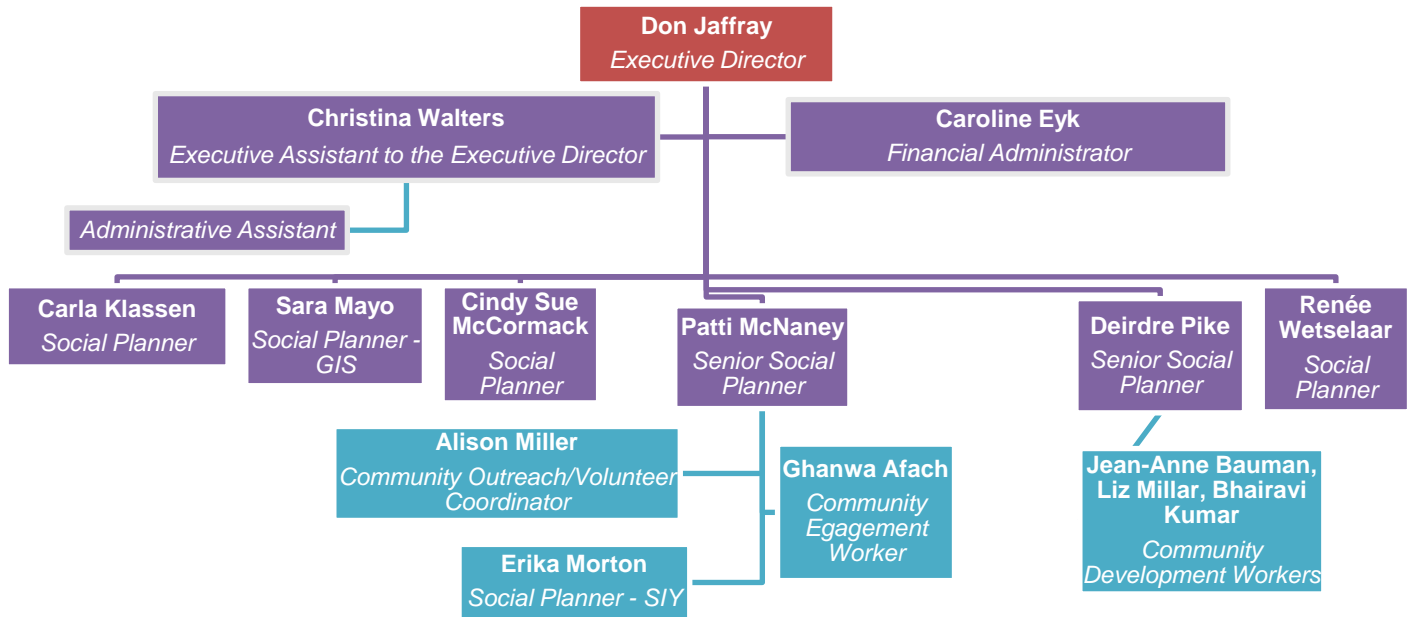 Don Jaffray
Executive Director
Christina Walters
Executive Assistant to the Executive Director
Caroline Eyk
Financial Administrator
Administrative Assistant
Carla Klassen
Social Planner
Sara Mayo
Social Planner -
GIS
Cindy Sue
McCormack
Social
Planner
Patti McNaney
Senior Social
Planner
Deirdre Pike
Senior Social
Planner
Renée
Wetselaar
Social
Planner
Alison Miller
Community Outreach/Volunteer
Coordinator
Ghanwa Afach
Community
Egagement
Worker
Erika Morton
Social Planner - SIY
Jean-Anne Bauman,
Liz Millar, Bhairavi
Kumar
Community
Development Workers